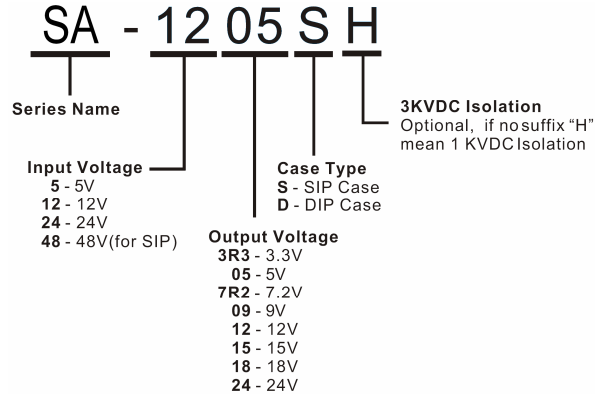 SA - 12 05 S H
Series Name
3KVDC Isolation
Optional, if no suffix “H”
mean 1 KVDC Isolation
Input Voltage
5 - 5V
12 - 12V
24 - 24V
48 - 48V(for SIP)
Case Type
S - SIP Case
D - DIP Case
Output Voltage
3R3 - 3.3V
05 - 5V
7R2 - 7.2V
09 - 9V
12 - 12V
15 - 15V
18 - 18V
24 - 24V